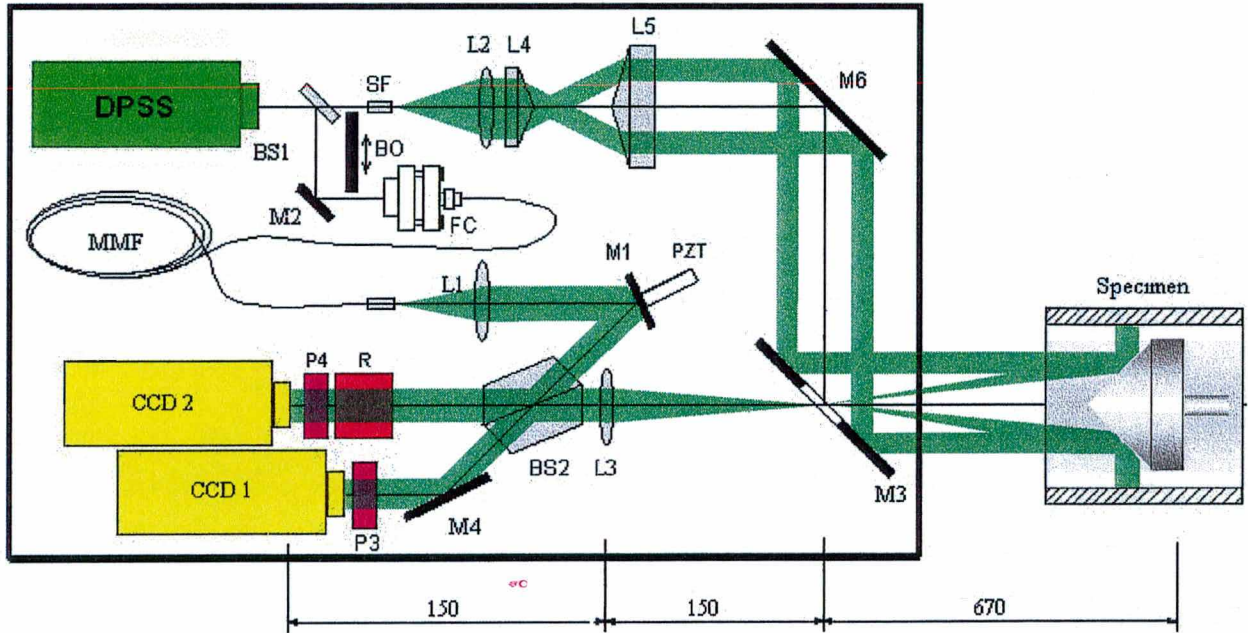 L5
L2 L4
M6
SF
DPSS
BS1
BO
M2
FC
MMF
M1
PZT
L1
Specimen
P4 R
CCD 2
BS2
L3
CCD 1
M4
M3
P3
150
150
670